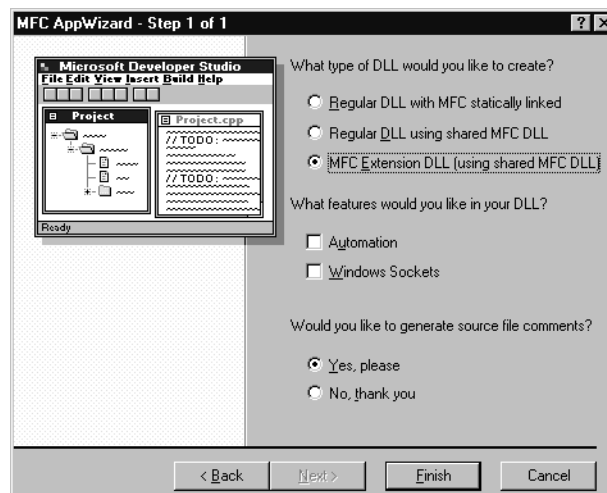 MFC AppWizard - Step 1 of 1
Microsoft Developer Studio
File Edit View Insert Build Help
Project
Project.cpp
//TODO:
//TODO:
Ready
What type of DLL would you like to create?
Regular DLL with MFC statically linked
Regular DLL using shared MFC DLL
MFC Extension DLL (using shared MFC DLL)
What features would you like in your DLL?
Automation
Windows Sockets
Would you like to generate source file comments?
Yes, please
No, thank you
< Back
Next >
Finish
Cancel